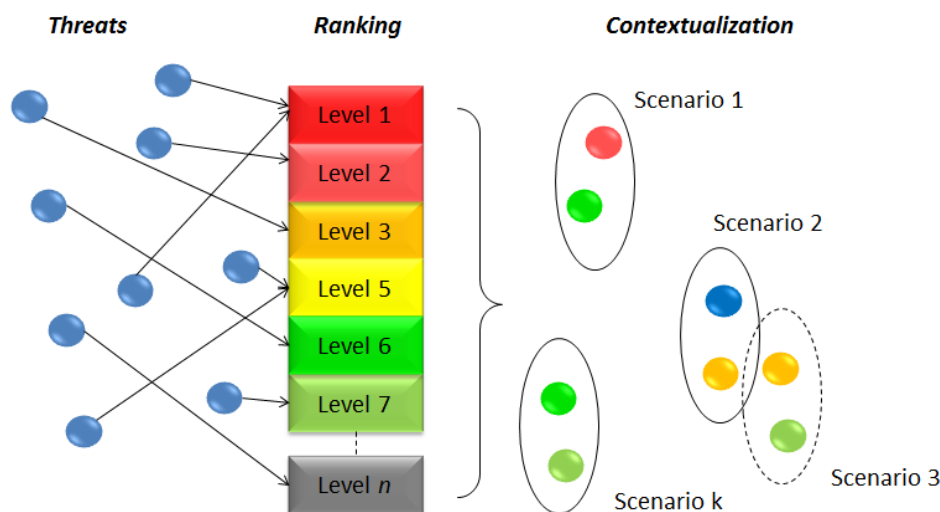 Threats
Ranking
Contextualization
Level 1
Level 2
Level 3
Level 5
Level 6
Level 7
Level n
Scenario 1
Scenario 2
Scenario 3
Scenario k